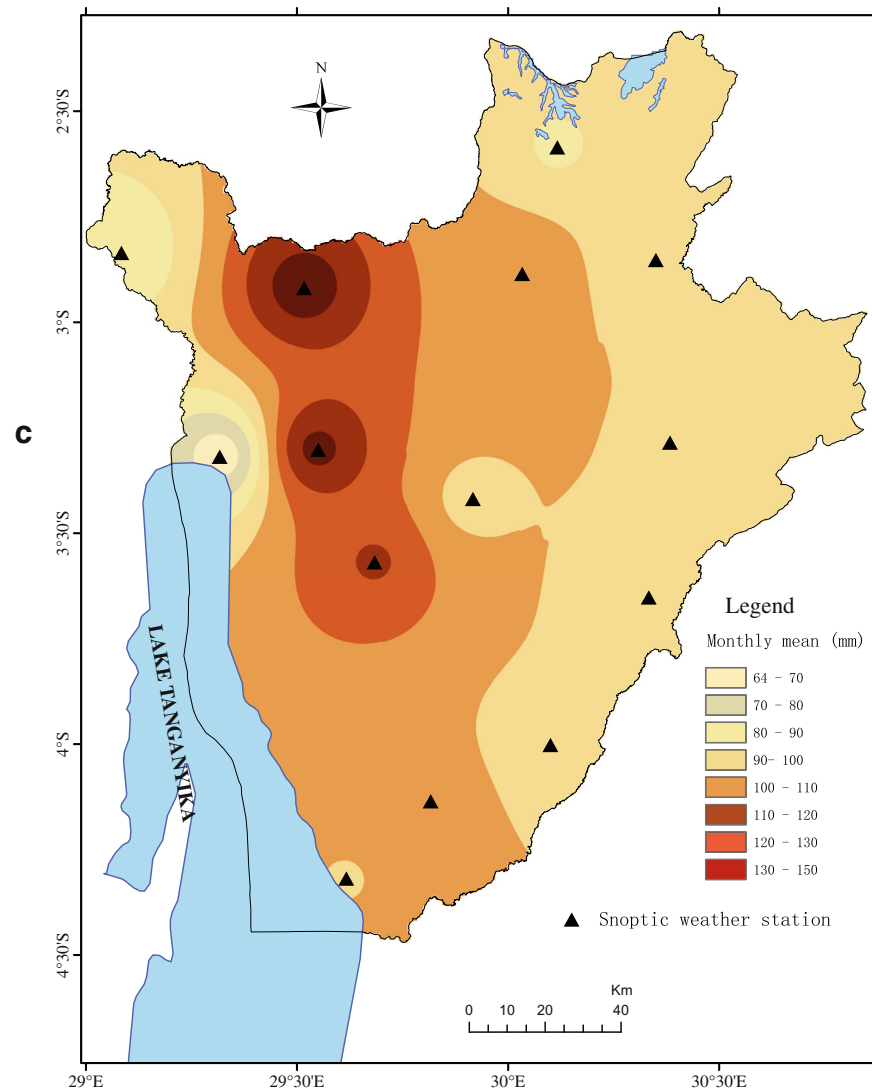 N
2°30'S
3°S
c
3°30'S
LAKE TANGANYIKA
Legend
Monthly mean (mm)
64 - 70
70 - 80
80 - 90
90- 100
100 - 110
110 - 120
120 - 130
130 - 150
4°S
Snoptic weather station
4°30'S
Km
0 10 20 40
29°E 29°30'E 30°E 30°30'E